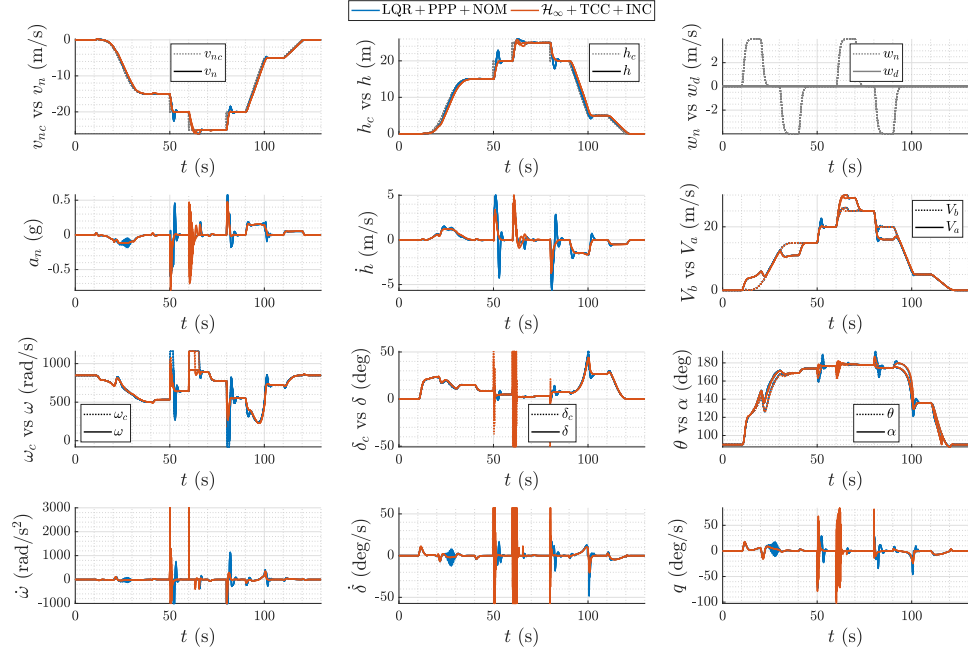 LQR + PPP + NOM H∞ + TCC + INC
v_nc vs v_n (m/s)
0
-10
-20
v_nc
v_n
0 50 100
t (s)
h_c vs h (m)
20
10
0
h_c
h
0 50 100
t (s)
w_n vs w_d (m/s)
2
0
-2
-4
w_n
w_d
0 50 100
t (s)
a_n (g)
0.5
0
-0.5
0 50 100
t (s)
ḣ (m/s)
5
0
-5
0 50 100
t (s)
V_b vs V_a (m/s)
20
10
0
V_b
V_a
0 50 100
t (s)
ω_c vs ω (rad/s)
1000
500
0
ω_c
ω
0 50 100
t (s)
δ_c vs δ (deg)
50
0
-50
δ_c
δ
0 50 100
t (s)
θ vs α (deg)
180
160
140
120
100
θ
α
0 50 100
t (s)
ω̇ (rad/s²)
3000
2000
1000
0
-1000
0 50 100
t (s)
δ̇ (deg/s)
50
0
-50
0 50 100
t (s)
q (deg/s)
50
0
-50
-100
0 50 100
t (s)